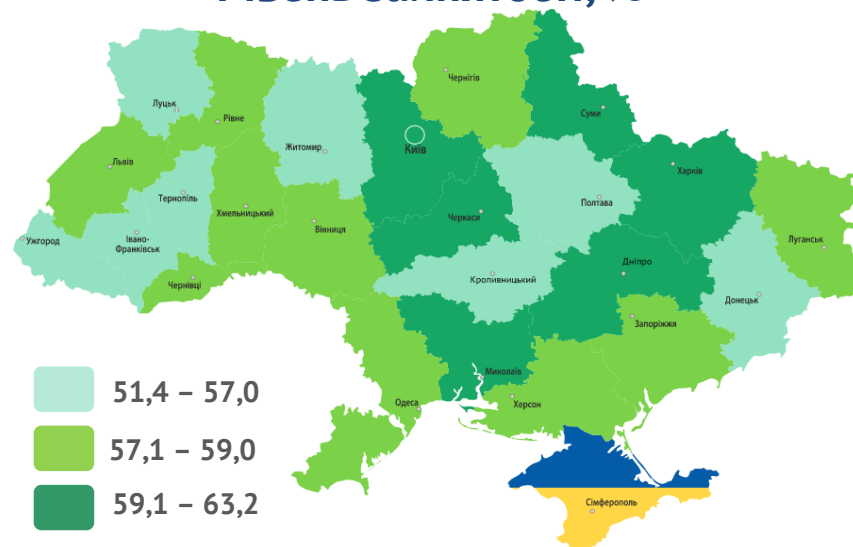 Чернігів
Луцьк
Рівне
Суми
Київ
Житомир
Львів
Харків
Тернопіль
Полтава
Хмельницький
Черкаси
Вінниця
Ужгород
Івано-
Франківськ
Луганськ
Дніпро
Кропивницький
Чернівці
Донецьк
Запоріжжя
Миколаїв
51,4 – 57,0
Одеса
Херсон
57,1 – 59,0
59,1 – 63,2
Сімферополь